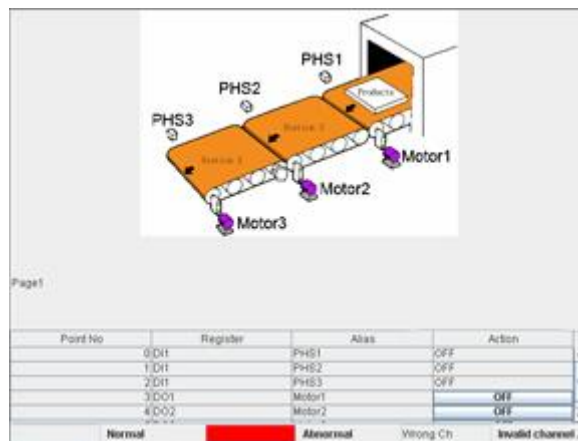 PHS1
PHS2
PHS3
Products
Motor1
Motor2
Motor3
Page1
Point No Register Alias Action
0 DI1 PHS1 OFF
1 DI1 PHS2 OFF
2 DI1 PHS3 OFF
3 DO1 Motor1 OFF
4 DO2 Motor2 OFF
Normal Abnormal Wrong Ch Invalid channel